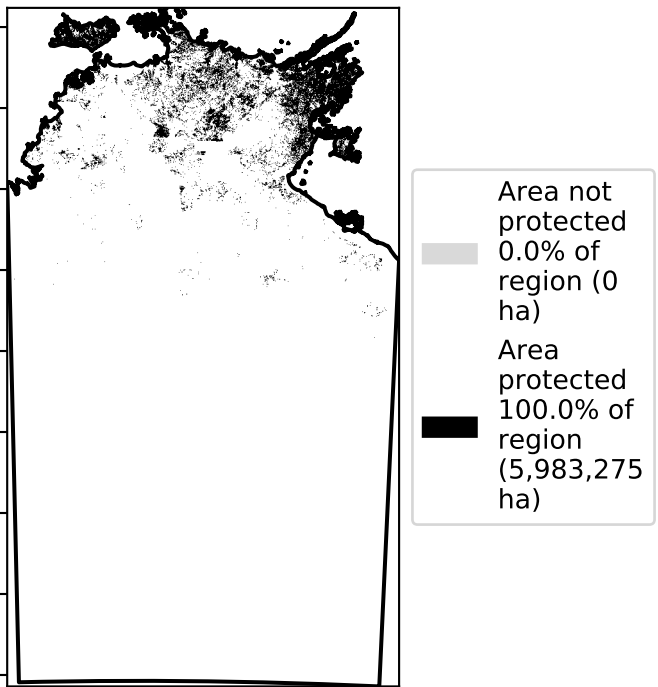 Area not
protected
0.0% of
region (0
ha)
Area
protected
100.0% of
region
(5,983,275
ha)